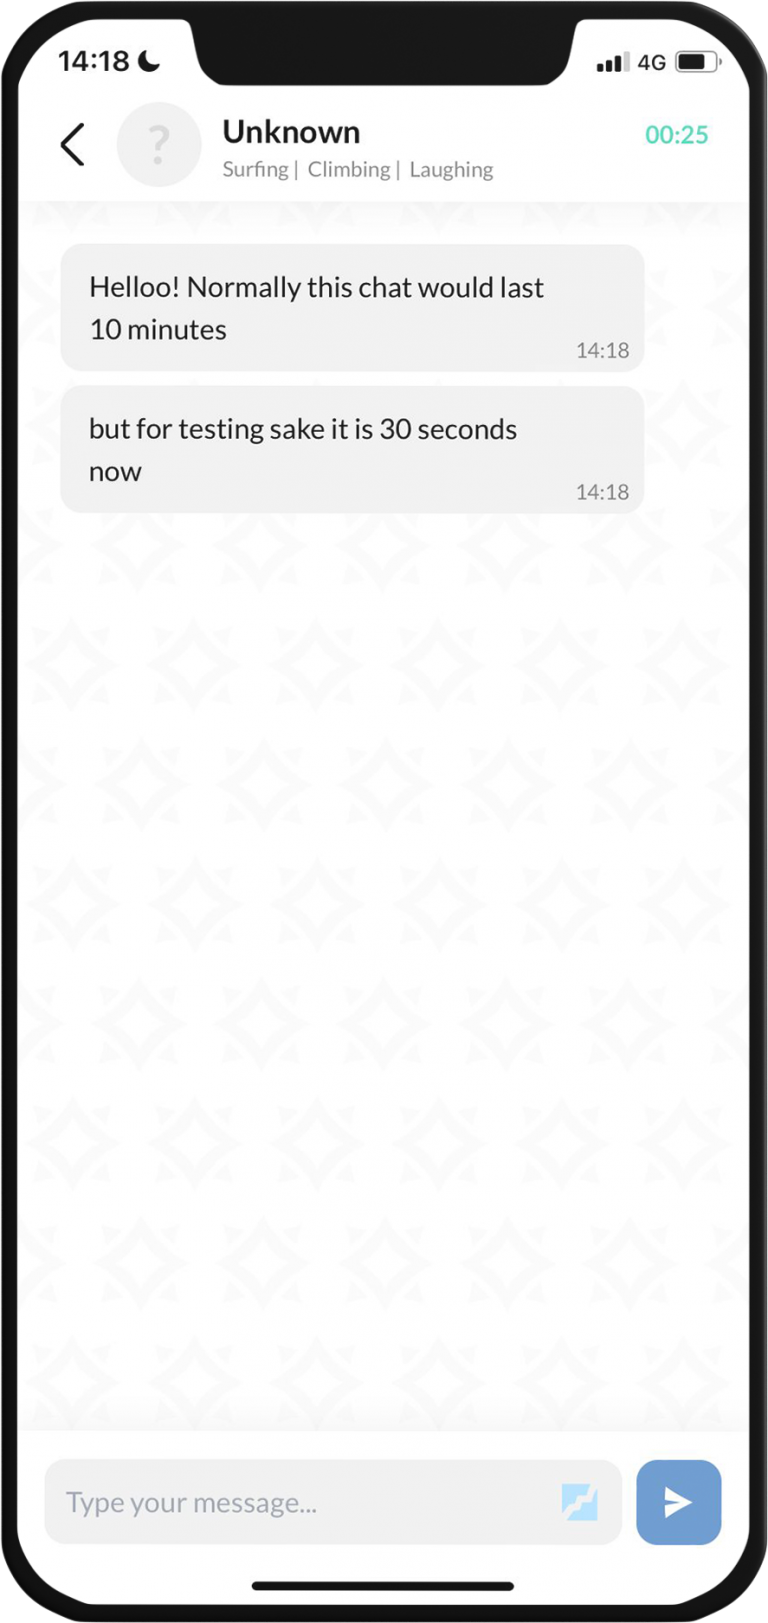 14:18 4G
Unknown 00:25
Surfing | Climbing | Laughing
?
Helloo! Normally this chat would last
10 minutes
14:18
but for testing sake it is 30 seconds
now
14:18
Type your message...